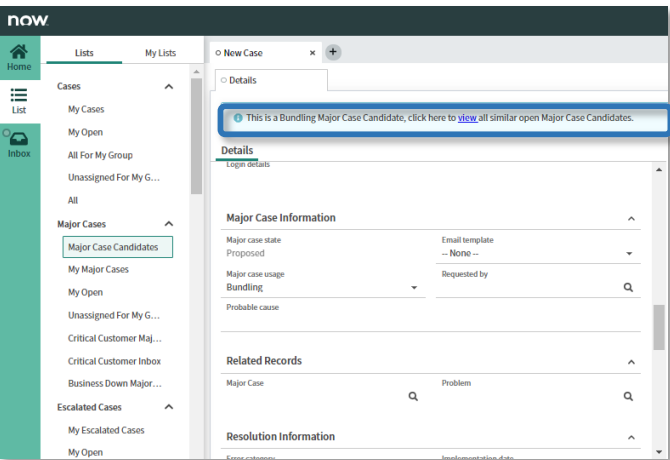 now.
Home
List
Inbox
Lists
My Lists
Cases
My Cases
My Open
All For My Group
Unassigned For My G...
All
Major Cases
Major Case Candidates
My Major Cases
My Open
Unassigned For My G...
Critical Customer Maj...
Critical Customer Inbox
Business Down Major...
Escalated Cases
My Escalated Cases
My Open
New Case × +
Details
This is a Bundling Major Case Candidate, click here to view all similar open Major Case Candidates.
Details
Login details
Major Case Information
Major case state
Proposed
Email template
-- None --
Major case usage
Bundling
Requested by
Probable cause
Related Records
Major Case
Problem
Resolution Information
Error category
Implementation date